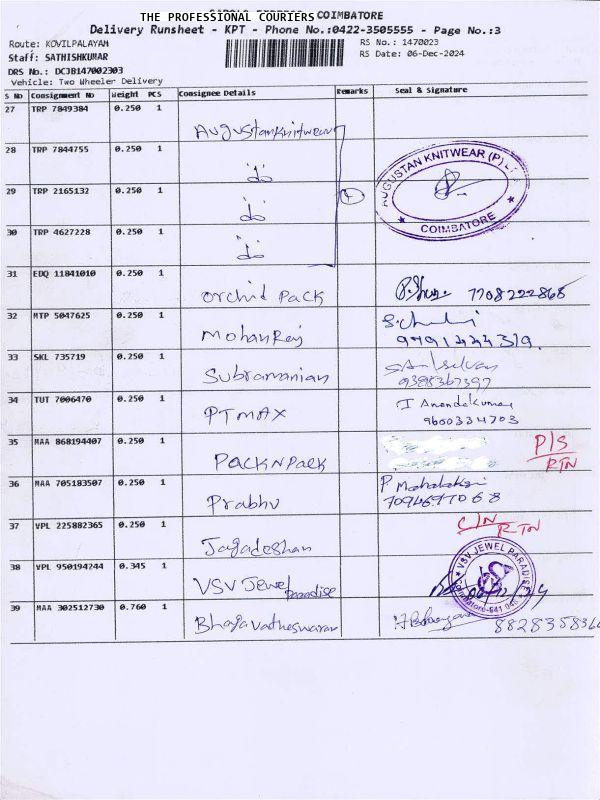 THE PROFESSIONAL COURIERS COIMBATORE
Delivery Runsheet - KPT - Phone No.:0422-3505555 - Page No.:3
Route: KOVILPALAYAM
RS No.: 1470023
Staff: SATHISHKUMAR
RS Date: 06-Dec-2024
DRS No.: DCJB147002303
Vehicle: Two Wheeler Delivery
S No Consignment No Weight PCS Consignee Details Remarks Seal & Signature
27 TRP 7849384 0.250 1 Augustanknitwear
28 TRP 7844755 0.250 1 do
29 TRP 2165132 0.250 1 do 4
AUGUSTAN KNITWEAR (P)
COIMBATORE
30 TRP 4627228 0.250 1 do
31 EDQ 11841010 0.250 1 Orchid Pack 7708222868
32 MTP 5047625 0.250 1 MohanRaj 9791444319.
33 SKL 735719 0.250 1 Subramanian 9385367397
34 TUT 7006470 0.250 1 PTMAX I Anandakumar
9600334703
35 MAA 868194407 0.250 1 PACKNPACK P/S
RTN
36 MAA 705183507 0.250 1 Prabhu P Mahalakshmi
37 VPL 225882365 0.250 1 Jagadeshan C/N RTN
38 VPL 950194244 0.345 1 VSV Jewel Paradise
VSV JEWEL PARADISE
39 MAA 302512730 0.760 1 Bhagavatheswaran